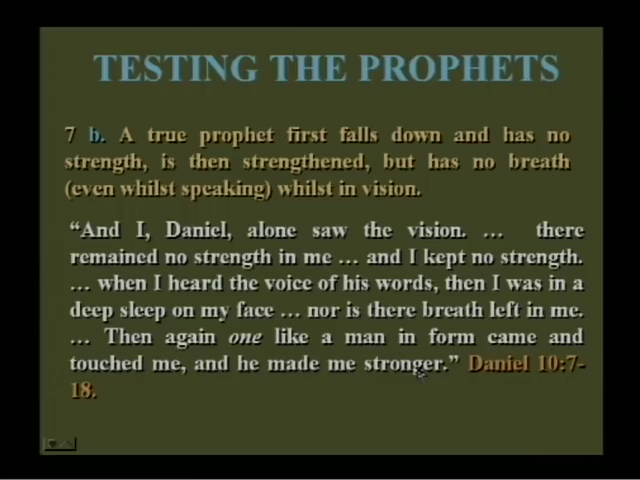 TESTING THE PROPHETS
7 b. A true prophet first falls down and has no
strength, is then strengthened, but has no breath
(even whilst speaking) whilst in vision.
“And I, Daniel, alone saw the vision. … there
remained no strength in me … and I kept no strength.
… when I heard the voice of his words, then I was in a
deep sleep on my face … nor is there breath left in me.
… Then again one like a man in form came and
touched me, and he made me stronger.” Daniel 10:7-
18.